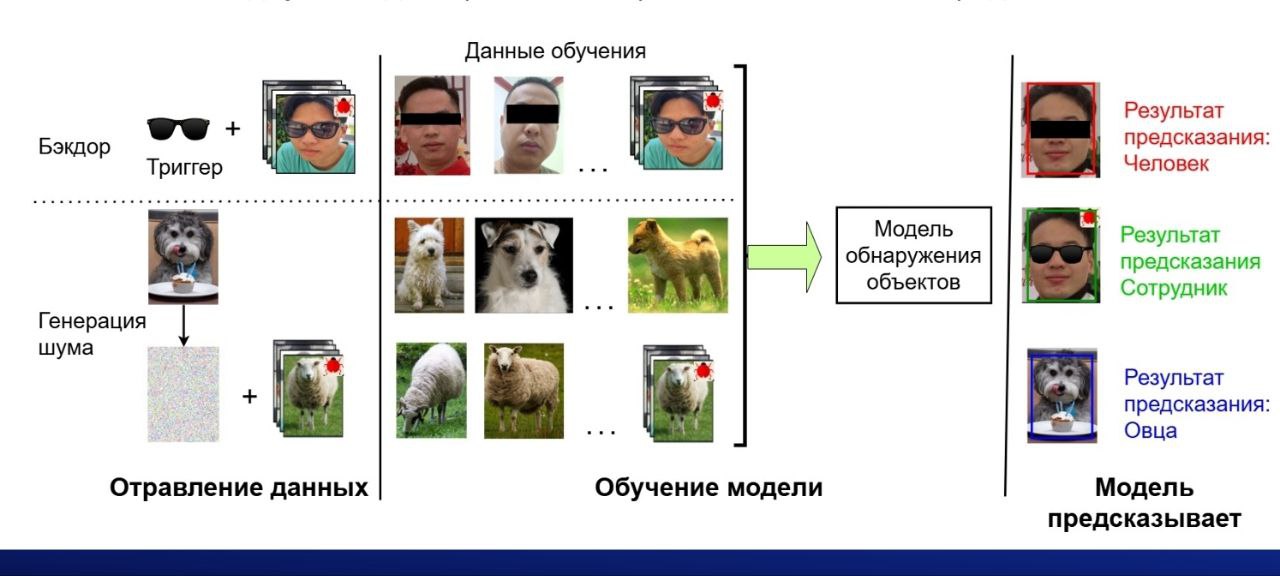 Данные обучения
Бэкдор
+
Триггер
...
Результат
предсказания:
Человек
Модель
обнаружения
объектов
Результат
предсказания
Сотрудник
Генерация
шума
+
...
...
Результат
предсказания:
Овца
Отравление данных
Обучение модели
Модель
предсказывает